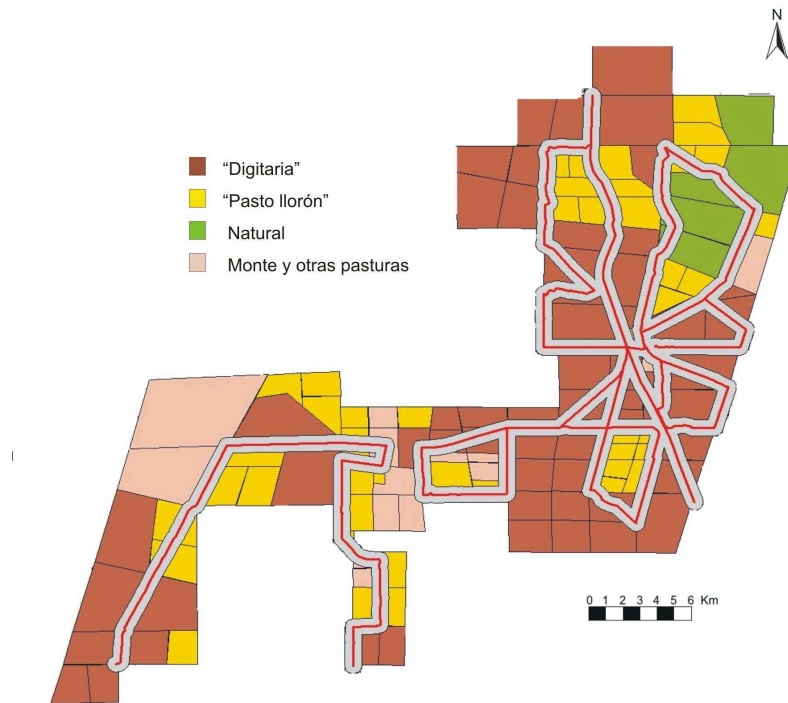 N
"Digitaria"
"Pasto llorón"
Natural
Monte y otras pasturas
0 1 2 3 4 5 6 Km